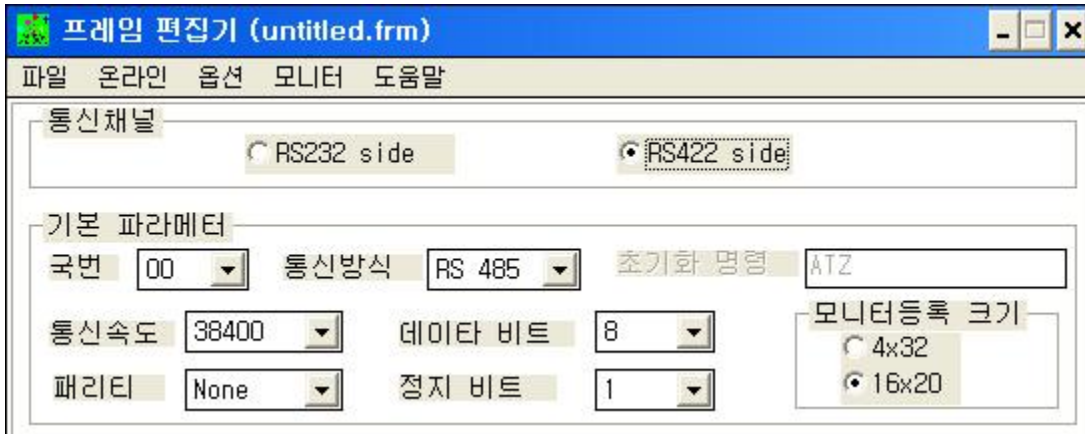 프레임 편집기 (untitled.frm)
파일 온라인 옵션 모니터 도움말
통신채널
RS232 side RS422 side
기본 파라메터
국번 00 통신방식 RS 485 초기화 명령 ATZ
통신속도 38400 데이타 비트 8 모니터등록 크기
4x32
패리티 None 정지 비트 1 16x20